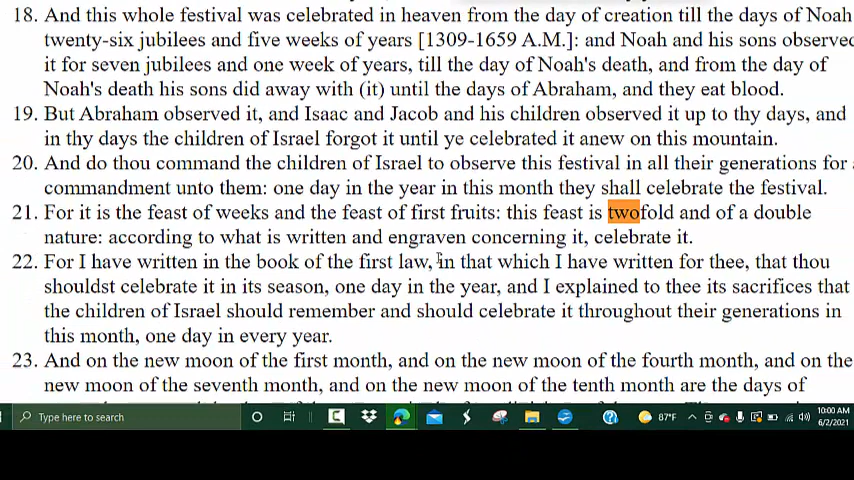 18. And this whole festival was celebrated in heaven from the day of creation till the days of Noah
twenty-six jubilees and five weeks of years [1309-1659 A.M.]: and Noah and his sons observed
it for seven jubilees and one week of years, till the day of Noah's death, and from the day of
Noah's death his sons did away with (it) until the days of Abraham, and they eat blood.
19. But Abraham observed it, and Isaac and Jacob and his children observed it up to thy days, and
in thy days the children of Israel forgot it until ye celebrated it anew on this mountain.
20. And do thou command the children of Israel to observe this festival in all their generations for a
commandment unto them: one day in the year in this month they shall celebrate the festival.
21. For it is the feast of weeks and the feast of first fruits: this feast is twofold and of a double
nature: according to what is written and engraven concerning it, celebrate it.
22. For I have written in the book of the first law, in that which I have written for thee, that thou
shouldst celebrate it in its season, one day in the year, and I explained to thee its sacrifices that
the children of Israel should remember and should celebrate it throughout their generations in
this month, one day in every year.
23. And on the new moon of the first month, and on the new moon of the fourth month, and on the
new moon of the seventh month, and on the new moon of the tenth month are the days of
Type here to search
87°F
10:00 AM
6/2/2021